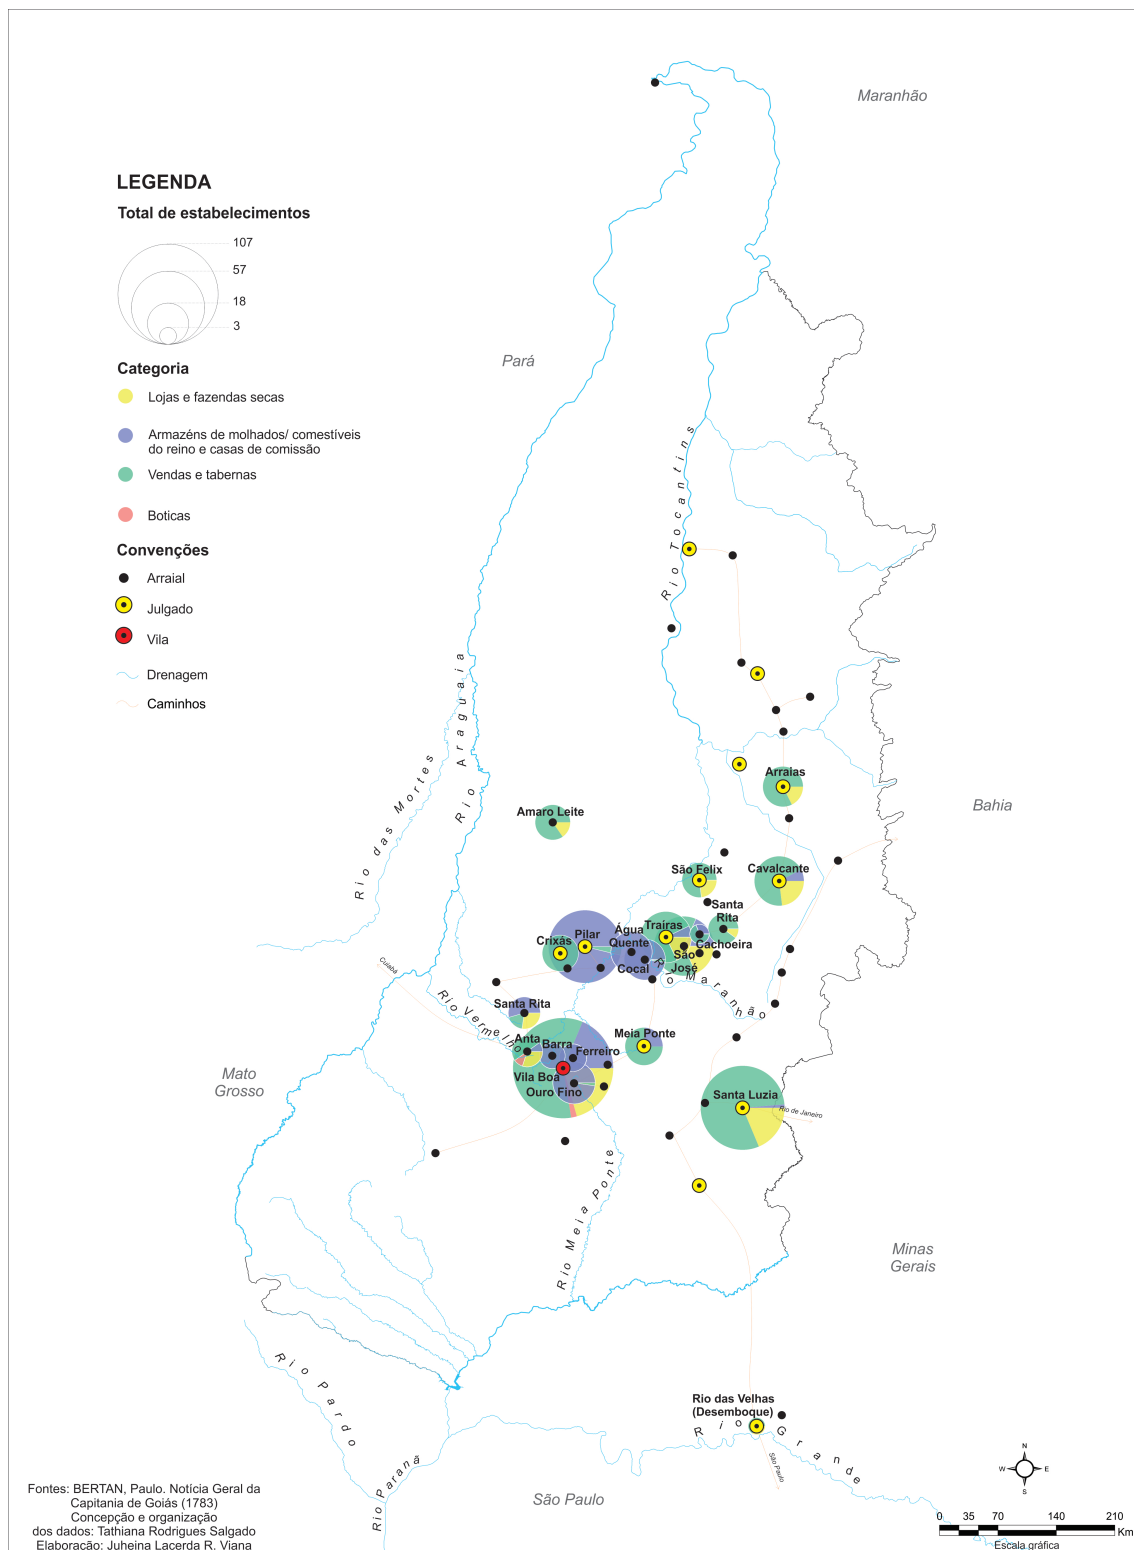 Maranhão
LEGENDA
Total de estabelecimentos
107
57
18
3
Pará
Categoria
Lojas e fazendas secas
Armazéns de molhados/ comestíveis
do reino e casas de comissão
Vendas e tabernas
Boticas
Convenções
Arraial
Julgado
Vila
Drenagem
Caminhos
Rio Tocantins
Rio Araguaia
Rio das Mortes
Arraias
Bahia
Amaro Leite
São Felix
Cavalcante
Santa
Rita
Traíras
Água
Quente
Pilar
Crixás
Cachoeira
São
José
Cocal
Rio Maranhão
Cuiabá
Santa Rita
Rio Vermelho
Meia Ponte
Anta
Barra
Ferreiro
Vila Boa
Ouro Fino
Mato
Grosso
Santa Luzia
Rio de Janeiro
Rio Meia Ponte
Minas
Gerais
Rio Pardo
Rio das Velhas
(Desemboque)
Rio Grande
São Paulo
Rio Paraná
São Paulo
N
W
E
S
Fontes: BERTAN, Paulo. Notícia Geral da
Capitania de Goiás (1783)
Concepção e organização
dos dados: Tathiana Rodrigues Salgado
Elaboração: Juheina Lacerda R. Viana
0 35 70 140 210
Km
Escala gráfica